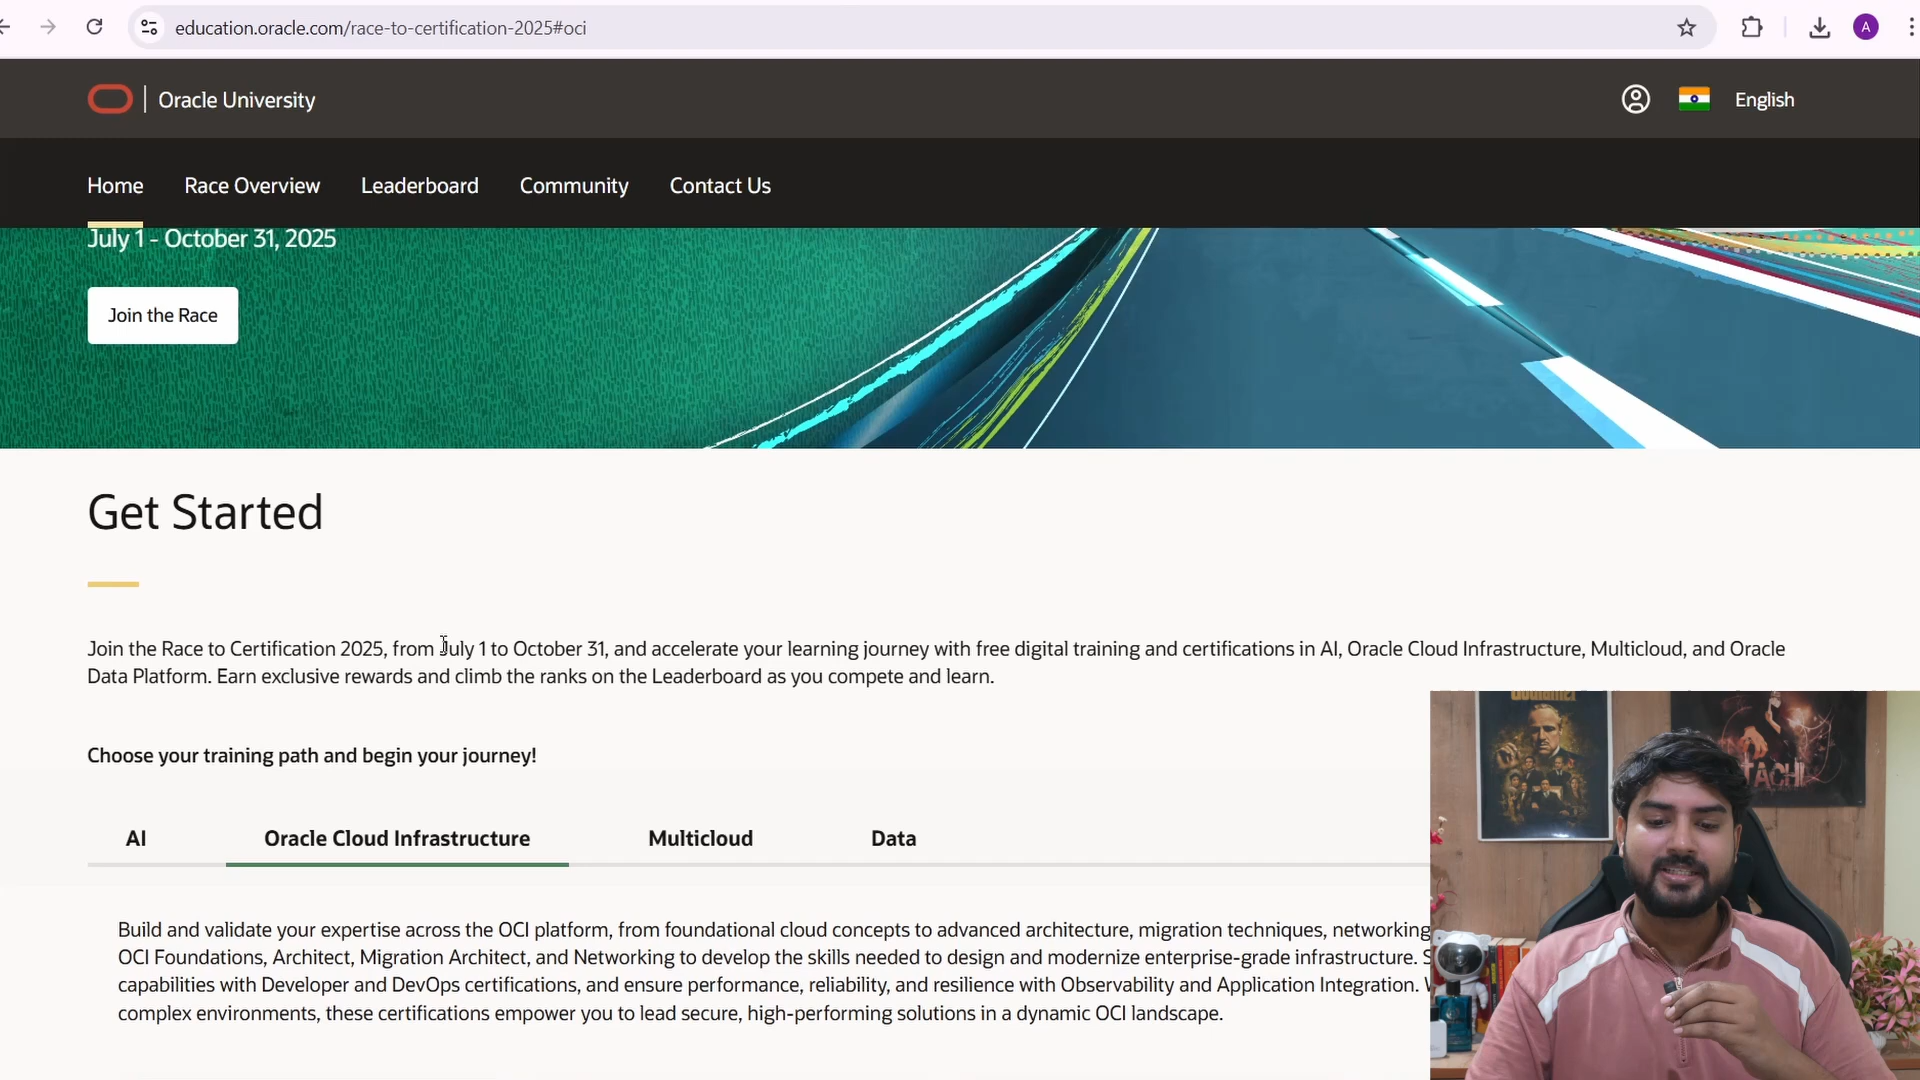 education.oracle.com/race-to-certification-2025#oci
A
Oracle University
English
Home Race Overview Leaderboard Community Contact Us
July 1 - October 31, 2025
Join the Race
Get Started
Join the Race to Certification 2025, from July 1 to October 31, and accelerate your learning journey with free digital training and certifications in AI, Oracle Cloud Infrastructure, Multicloud, and Oracle
Data Platform. Earn exclusive rewards and climb the ranks on the Leaderboard as you compete and learn.
Choose your training path and begin your journey!
AI Oracle Cloud Infrastructure Multicloud Data
Build and validate your expertise across the OCI platform, from foundational cloud concepts to advanced architecture, migration techniques, networking
OCI Foundations, Architect, Migration Architect, and Networking to develop the skills needed to design and modernize enterprise-grade infrastructure. S
capabilities with Developer and DevOps certifications, and ensure performance, reliability, and resilience with Observability and Application Integration. W
complex environments, these certifications empower you to lead secure, high-performing solutions in a dynamic OCI landscape.
TACHI